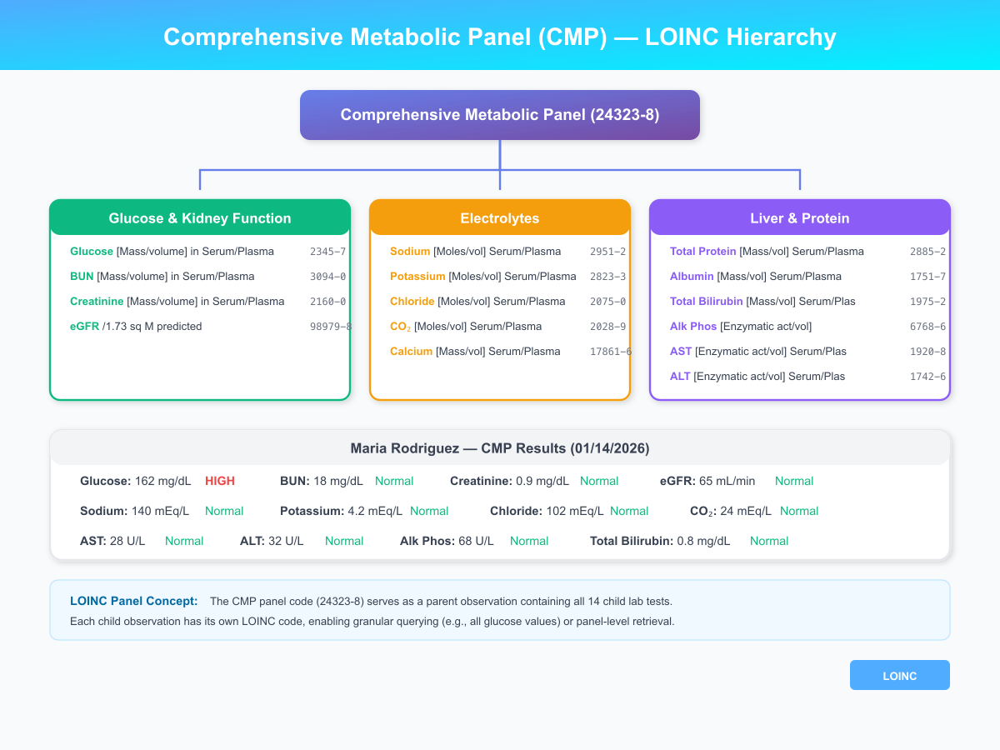 Comprehensive Metabolic Panel (CMP) — LOINC Hierarchy
Comprehensive Metabolic Panel (24323-8)
Glucose & Kidney Function
Glucose [Mass/volume] in Serum/Plasma 2345-7
BUN [Mass/volume] in Serum/Plasma 3094-0
Creatinine [Mass/volume] in Serum/Plasma 2160-0
eGFR /1.73 sq M predicted 98979-8
Electrolytes
Sodium [Moles/vol] Serum/Plasma 2951-2
Potassium [Moles/vol] Serum/Plasma 2823-3
Chloride [Moles/vol] Serum/Plasma 2075-0
CO₂ [Moles/vol] Serum/Plasma 2028-9
Calcium [Mass/vol] Serum/Plasma 17861-6
Liver & Protein
Total Protein [Mass/vol] Serum/Plasma 2885-2
Albumin [Mass/vol] Serum/Plasma 1751-7
Total Bilirubin [Mass/vol] Serum/Plas 1975-2
Alk Phos [Enzymatic act/vol] 6768-6
AST [Enzymatic act/vol] Serum/Plas 1920-8
ALT [Enzymatic act/vol] Serum/Plas 1742-6
Maria Rodriguez — CMP Results (01/14/2026)
Glucose: 162 mg/dL HIGH BUN: 18 mg/dL Normal Creatinine: 0.9 mg/dL Normal eGFR: 65 mL/min Normal
Sodium: 140 mEq/L Normal Potassium: 4.2 mEq/L Normal Chloride: 102 mEq/L Normal CO₂: 24 mEq/L Normal
AST: 28 U/L Normal ALT: 32 U/L Normal Alk Phos: 68 U/L Normal Total Bilirubin: 0.8 mg/dL Normal
LOINC Panel Concept: The CMP panel code (24323-8) serves as a parent observation containing all 14 child lab tests.
Each child observation has its own LOINC code, enabling granular querying (e.g., all glucose values) or panel-level retrieval.
LOINC